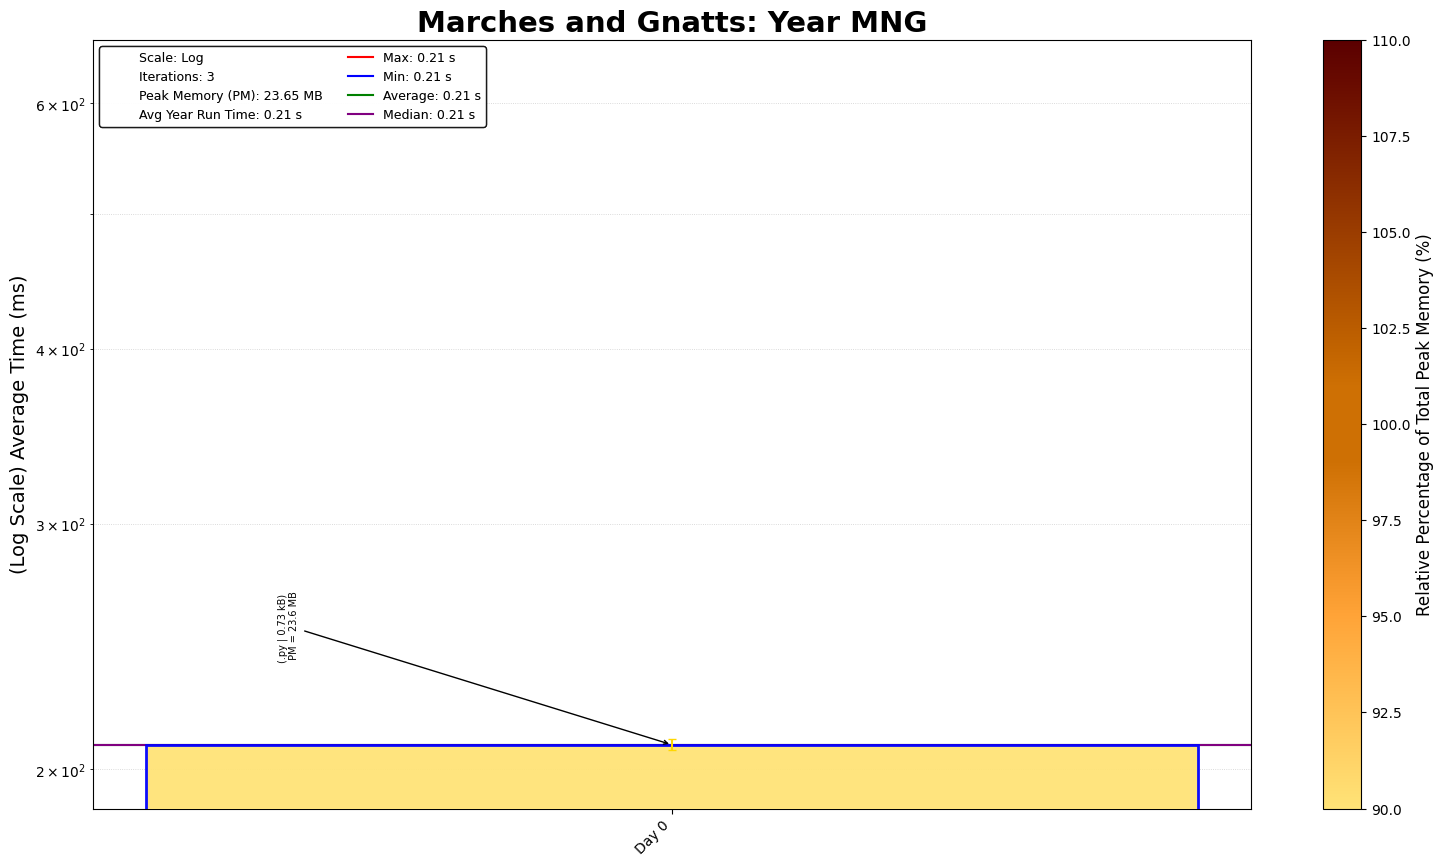 Marches and Gnatts: Year MNG
Scale: Log
Iterations: 3
Peak Memory (PM): 23.65 MB
Avg Year Run Time: 0.21 s
Max: 0.21 s
Min: 0.21 s
Average: 0.21 s
Median: 0.21 s
(Log Scale) Average Time (ms)
6 × 10²
4 × 10²
3 × 10²
2 × 10²
(.py | 0.73 kB)
PM = 23.6 MB
Day 0
110.0
107.5
105.0
102.5
100.0
97.5
95.0
92.5
90.0
Relative Percentage of Total Peak Memory (%)